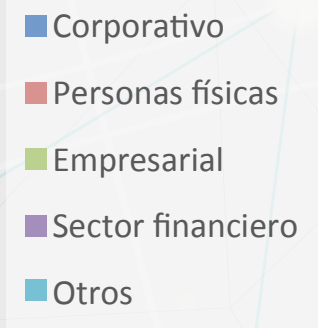 Corporativo
Personas físicas
Empresarial
Sector financiero
Otros